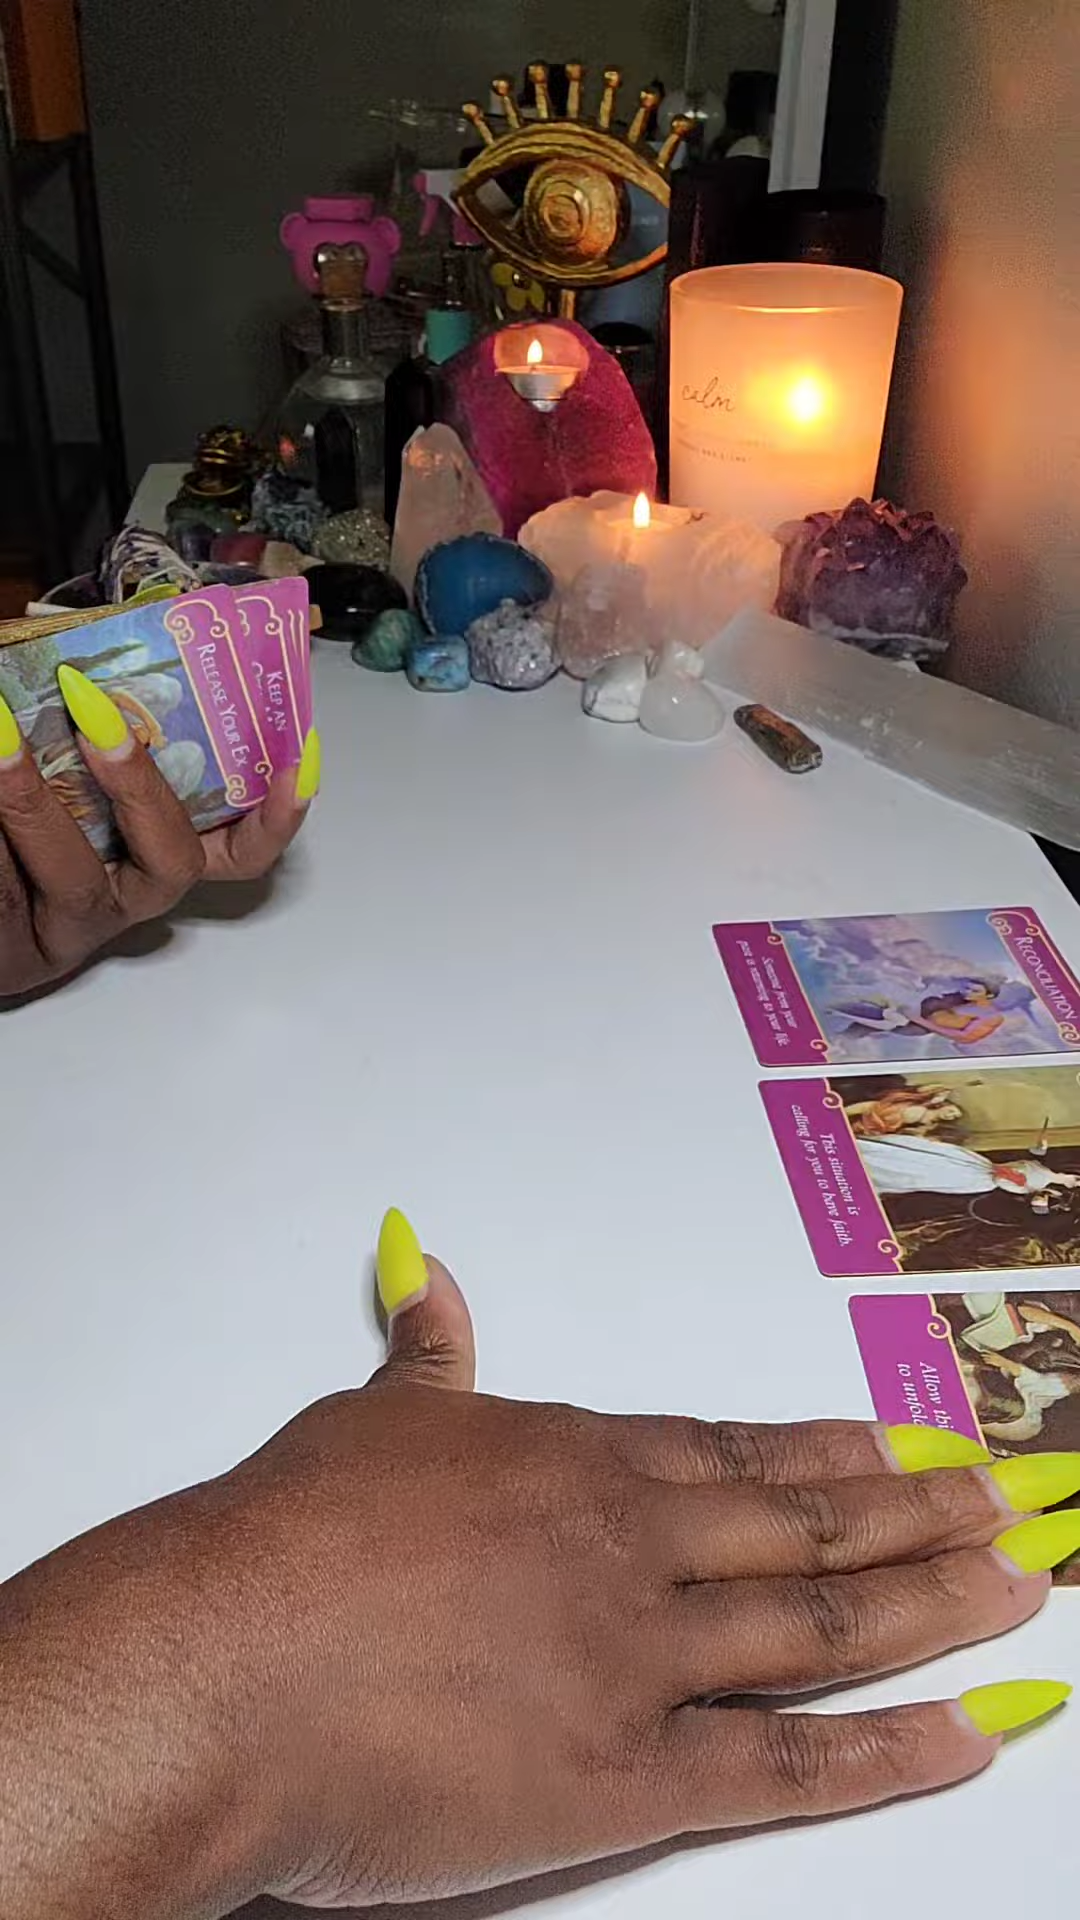 calm
RELEASE YOUR EX
KEEP AN
RECONCILIATION
Someone from your
past is returning to your life.
This situation is
calling for you to have faith.
Allow
to unfold